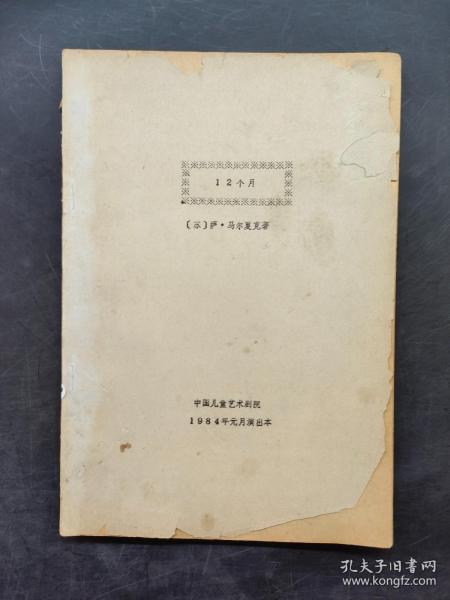 12个月
〔苏〕萨·马尔夏克著
中国儿童艺术剧院
1984年元月演出本
孔夫子旧书网
www.kongfz.com